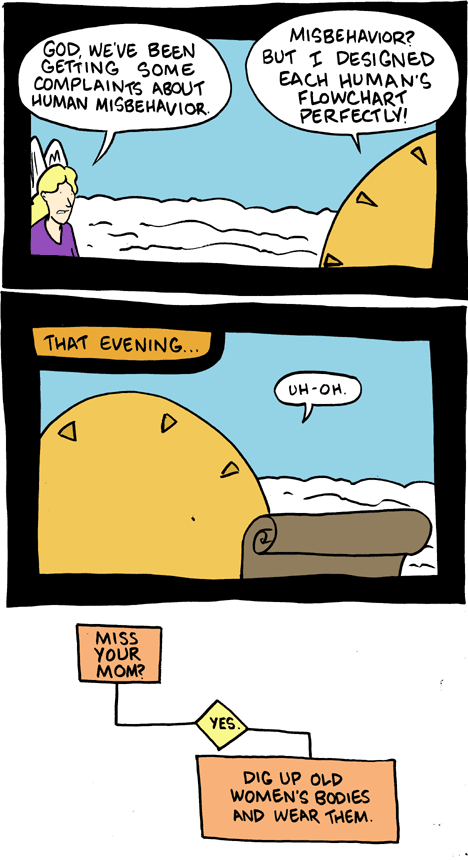 GOD, WE'VE BEEN
GETTING SOME
COMPLAINTS ABOUT
HUMAN MISBEHAVIOR.
MISBEHAVIOR?
BUT I DESIGNED
EACH HUMAN'S
FLOWCHART
PERFECTLY!
THAT EVENING...
UH-OH.
MISS
YOUR
MOM?
YES.
DIG UP OLD
WOMEN'S BODIES
AND WEAR THEM.